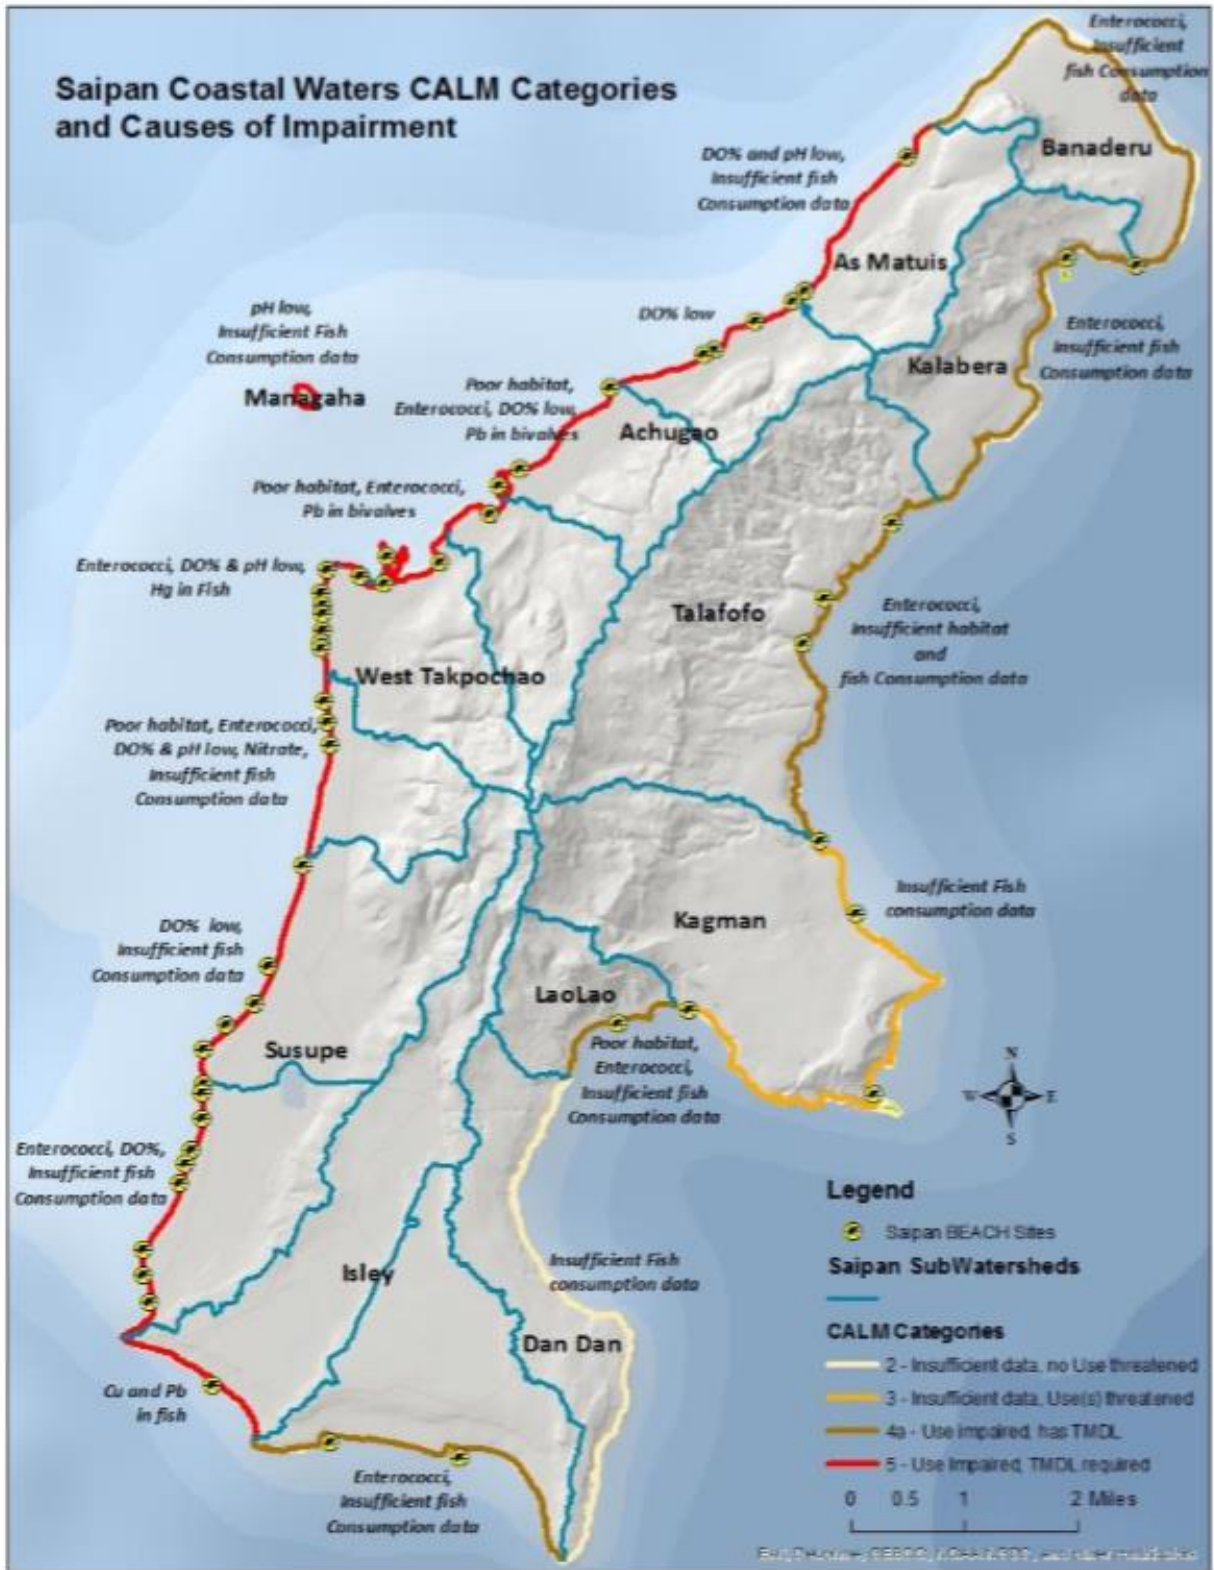 Saipan Coastal Waters CALM Categories
and Causes of Impairment
Enterococci,
Insufficient
fish Consumption
data
Banaderu
DO% and pH low,
Insufficient fish
Consumption data
As Matuis
pH low,
Insufficient Fish
Consumption data
Managaha
DO% low
Enterococci,
Insufficient fish
Consumption data
Kalabera
Poor habitat,
Enterococci, DO% low,
Pb in bivalves
Achugao
Poor habitat, Enterococci,
Pb in bivalves
Enterococci, DO% & pH low,
Hg in Fish
Talafofo
Enterococci,
Insufficient habitat
and
fish Consumption data
West Takpochao
Poor habitat, Enterococci,
DO% & pH low, Nitrate,
Insufficient fish
Consumption data
Insufficient Fish
consumption data
Kagman
DO% low,
Insufficient fish
Consumption data
LaoLao
Poor habitat,
Enterococci,
Insufficient fish
Consumption data
Susupe
N
W E
S
Enterococci, DO%,
Insufficient fish
Consumption data
Insufficient Fish
consumption data
Isley
Dan Dan
Cu and Pb
in fish
Enterococci,
Insufficient fish
Consumption data
Legend
Saipan BEACH Sites
Saipan SubWatersheds
CALM Categories
2 - Insufficient data, no Use threatened
3 - Insufficient data, Use(s) threatened
4a - Use Impaired, has TMDL
5 - Use Impaired, TMDL required
0 0.5 1 2 Miles